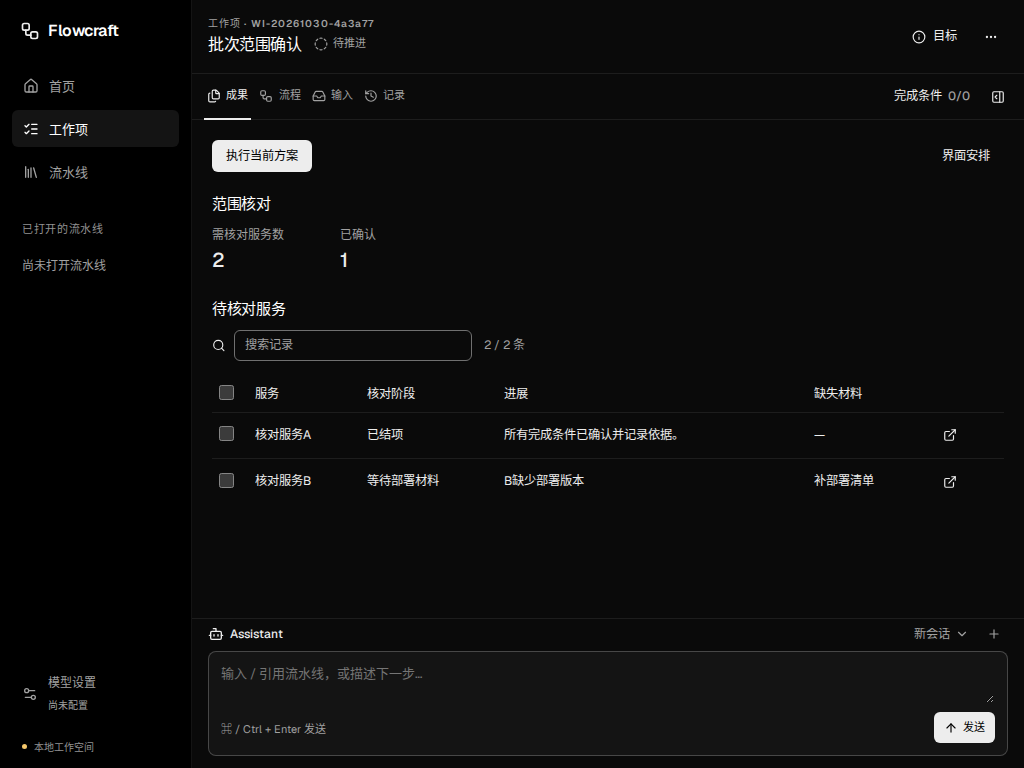 Flowcraft
首页
工作项
流水线
已打开的流水线
尚未打开流水线
模型设置
尚未配置
本地工作空间
工作项 · WI-20261030-4a3a77
批次范围确认 待推进
目标
成果 流程 输入 记录
完成条件 0/0
执行当前方案
界面安排
范围核对
需核对服务数 已确认
2 1
待核对服务
搜索记录 2 / 2 条
服务 核对阶段 进展 缺失材料
核对服务A 已结项 所有完成条件已确认并记录依据。 —
核对服务B 等待部署材料 B缺少部署版本 补部署清单
Assistant
新会话
输入 / 引用流水线，或描述下一步…
⌘ / Ctrl + Enter 发送
发送